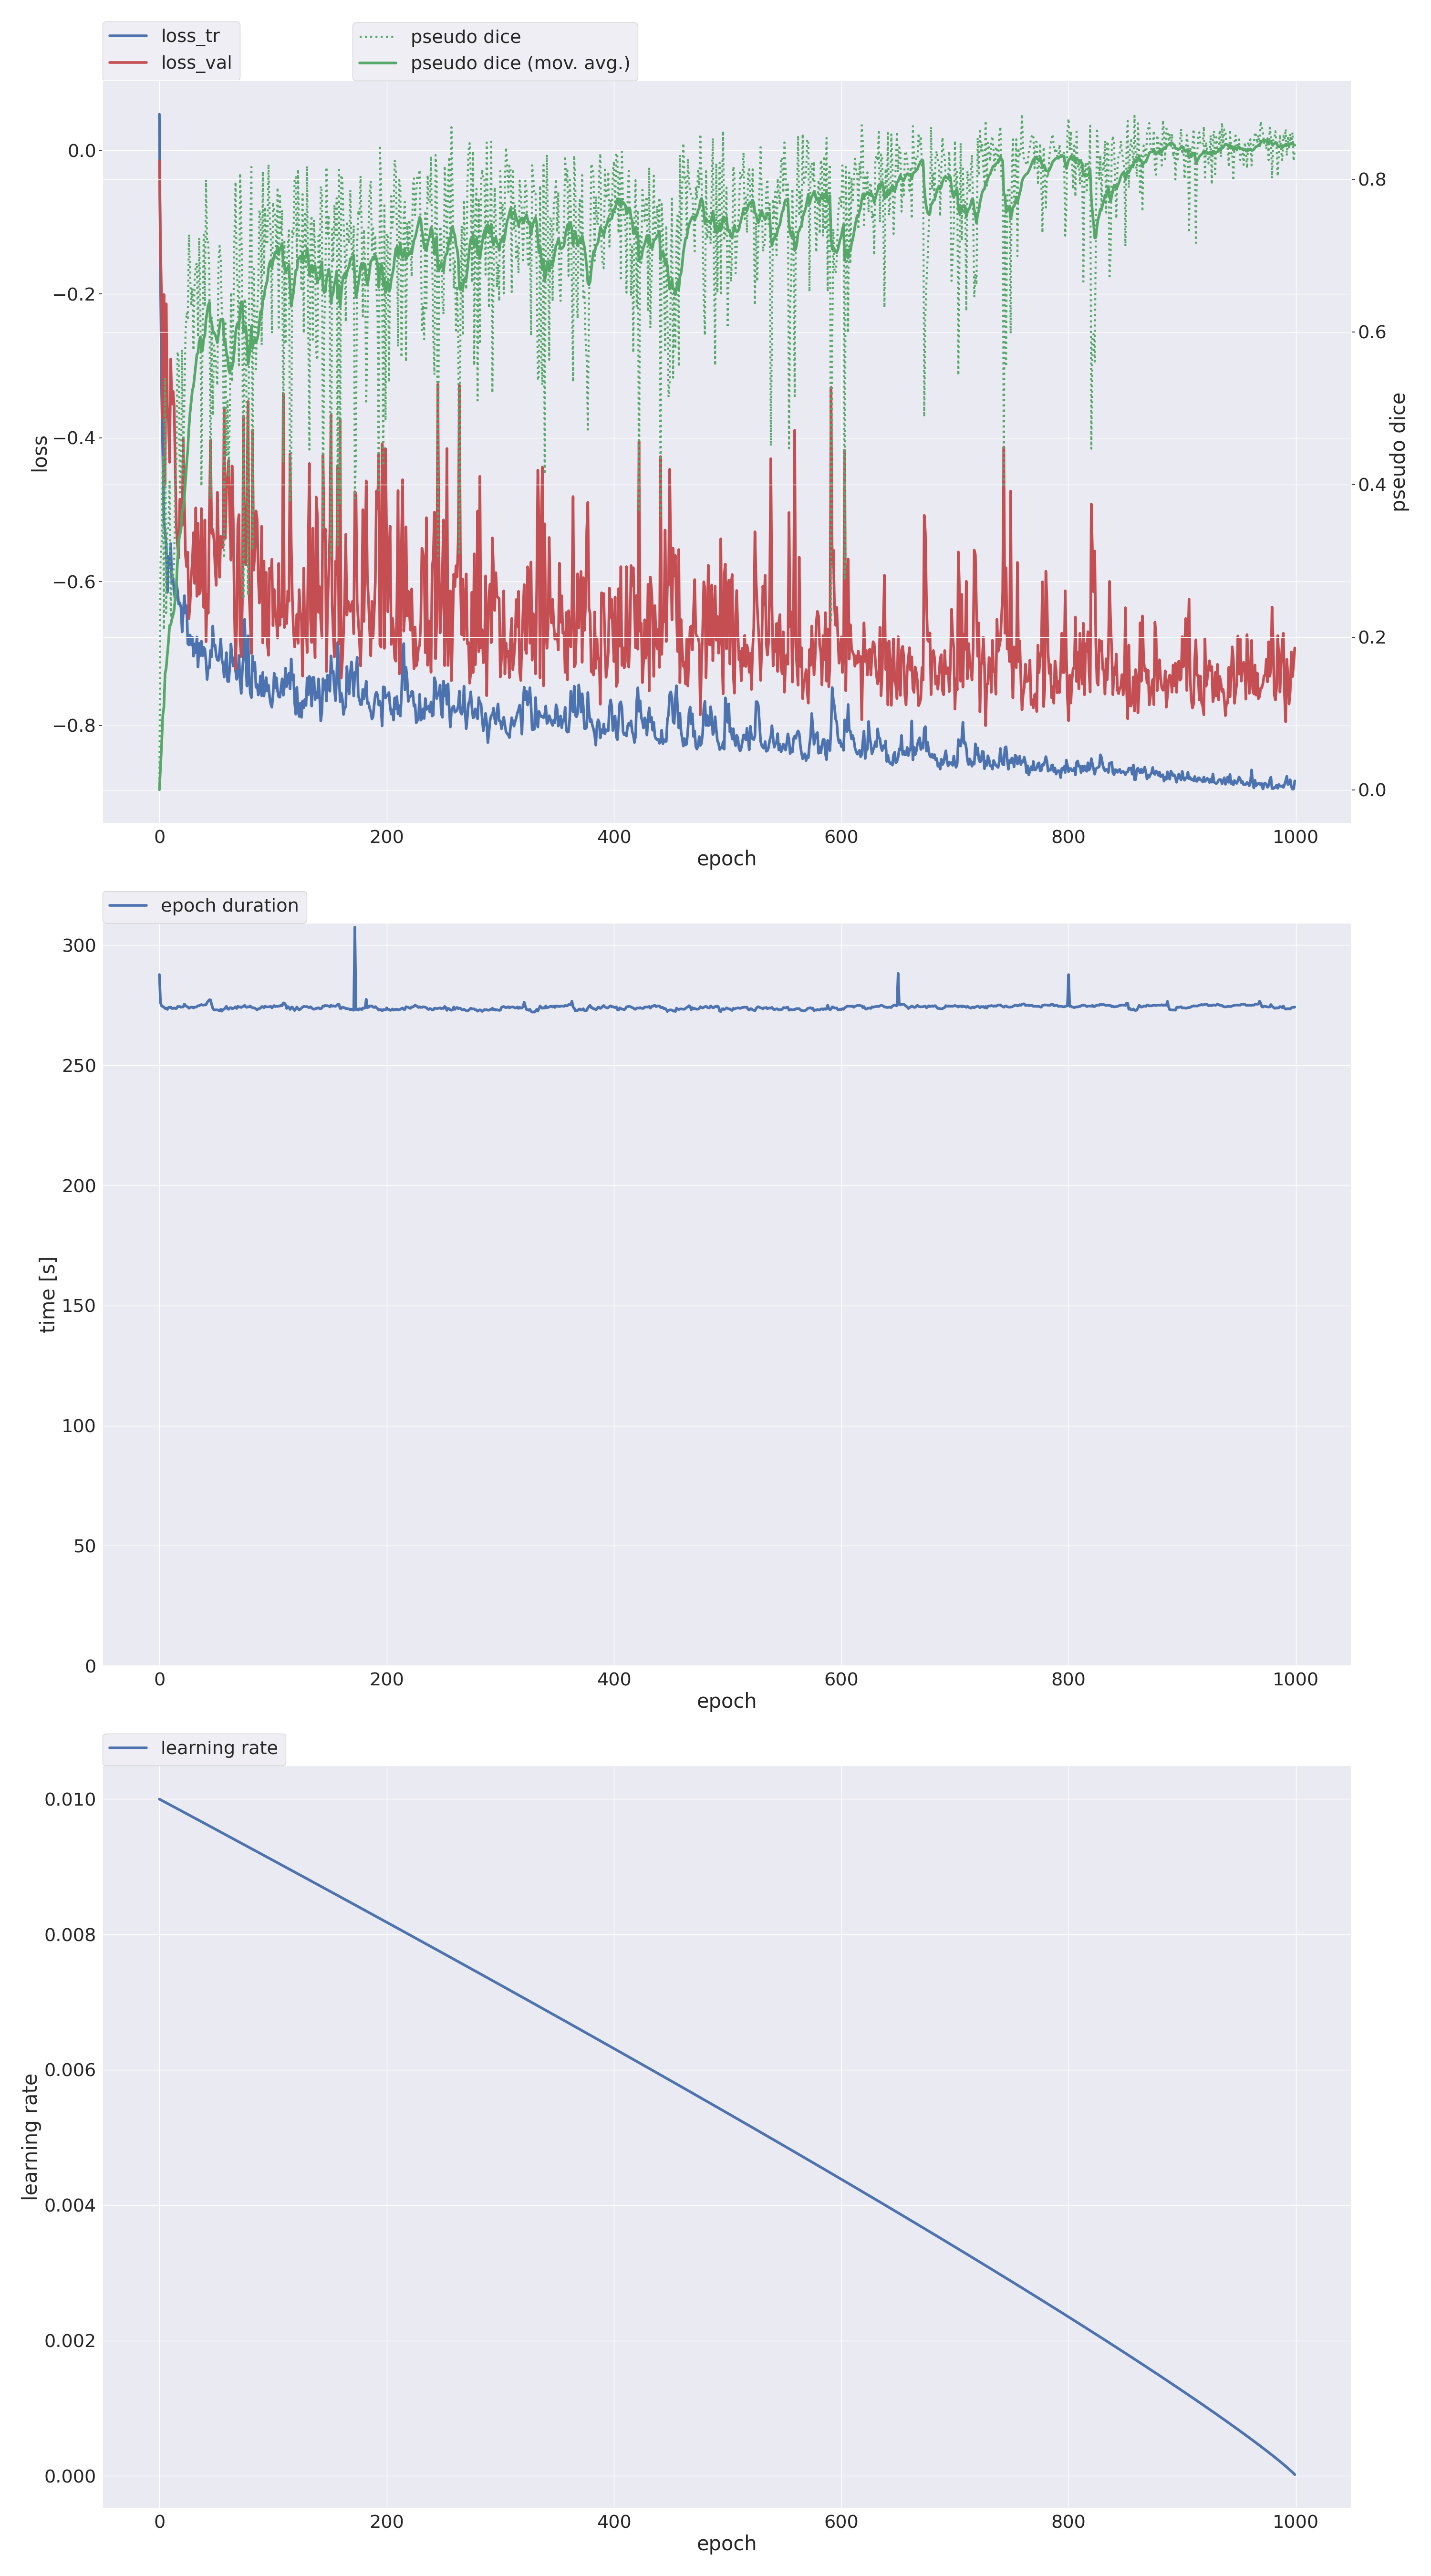 loss_tr
loss_val
pseudo dice
pseudo dice (mov. avg.)
0.0
−0.2
−0.4
−0.6
−0.8
loss
0.8
0.6
0.4
0.2
0.0
pseudo dice
0 200 400 600 800 1000
epoch
epoch duration
300
250
200
150
100
50
0
time [s]
0 200 400 600 800 1000
epoch
learning rate
0.010
0.008
0.006
0.004
0.002
0.000
learning rate
0 200 400 600 800 1000
epoch